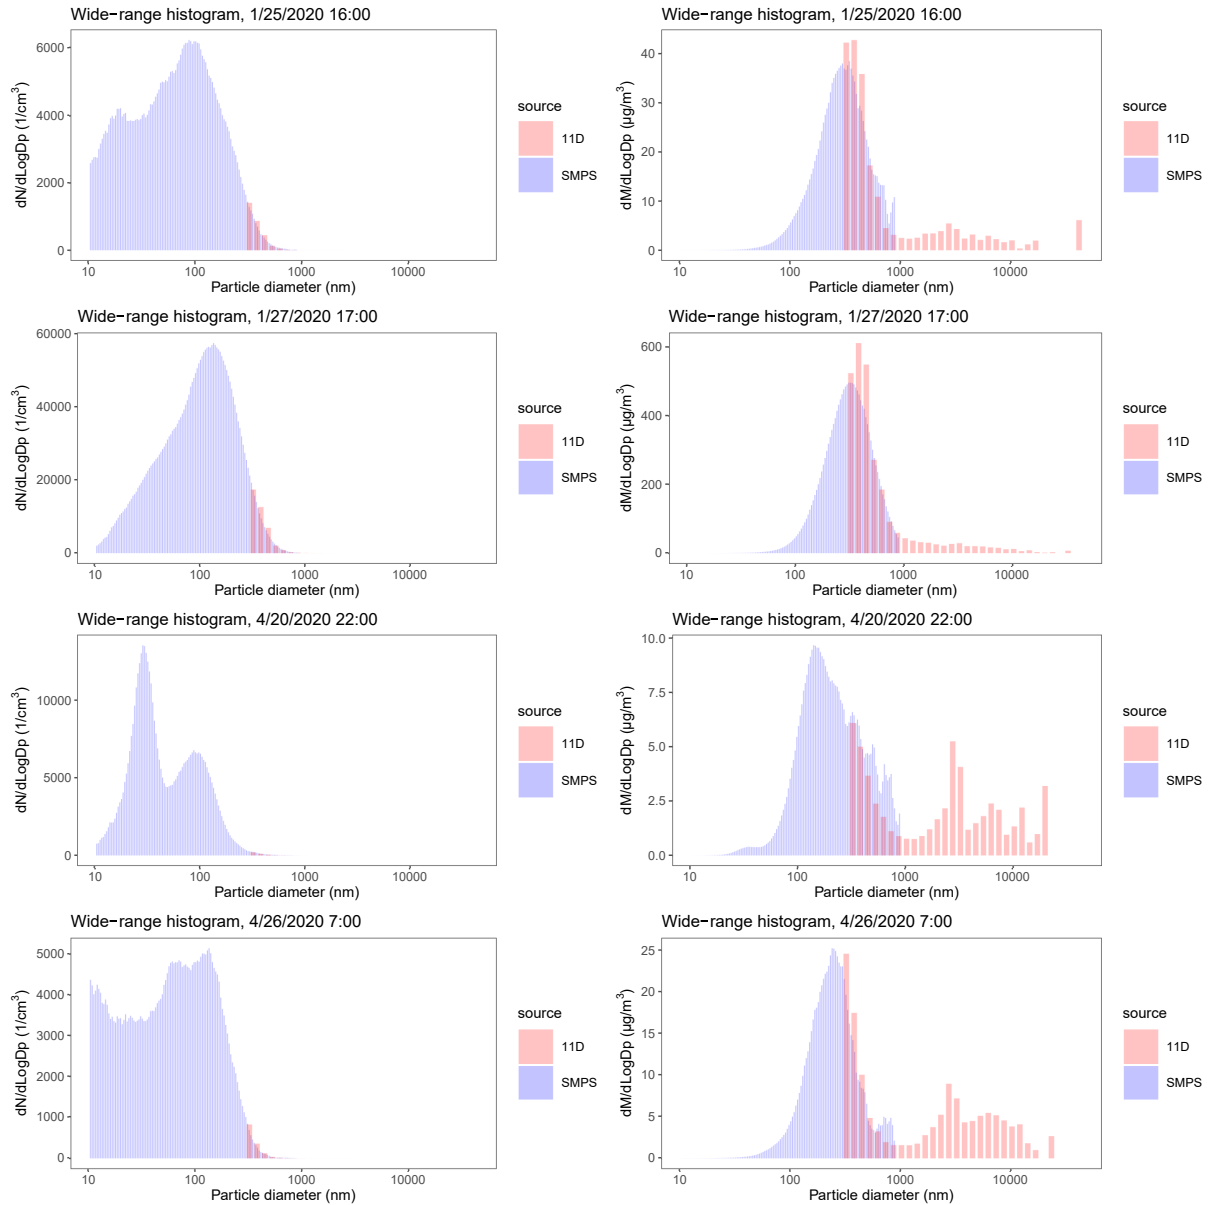 Wide−range histogram, 1/25/2020 16:00
dN/dLogDp (1/cm³)
6000
4000
2000
0
10 100 1000 10000
Particle diameter (nm)
source
11D
SMPS
Wide−range histogram, 1/25/2020 16:00
dM/dLogDp (µg/m³)
40
30
20
10
0
10 100 1000 10000
Particle diameter (nm)
source
11D
SMPS
Wide−range histogram, 1/27/2020 17:00
dN/dLogDp (1/cm³)
60000
40000
20000
0
10 100 1000 10000
Particle diameter (nm)
source
11D
SMPS
Wide−range histogram, 1/27/2020 17:00
dM/dLogDp (µg/m³)
600
400
200
0
10 100 1000 10000
Particle diameter (nm)
source
11D
SMPS
Wide−range histogram, 4/20/2020 22:00
dN/dLogDp (1/cm³)
10000
5000
0
10 100 1000 10000
Particle diameter (nm)
source
11D
SMPS
Wide−range histogram, 4/20/2020 22:00
dM/dLogDp (µg/m³)
10.0
7.5
5.0
2.5
0.0
10 100 1000 10000
Particle diameter (nm)
source
11D
SMPS
Wide−range histogram, 4/26/2020 7:00
dN/dLogDp (1/cm³)
5000
4000
3000
2000
1000
0
10 100 1000 10000
Particle diameter (nm)
source
11D
SMPS
Wide−range histogram, 4/26/2020 7:00
dM/dLogDp (µg/m³)
25
20
15
10
5
0
10 100 1000 10000
Particle diameter (nm)
source
11D
SMPS